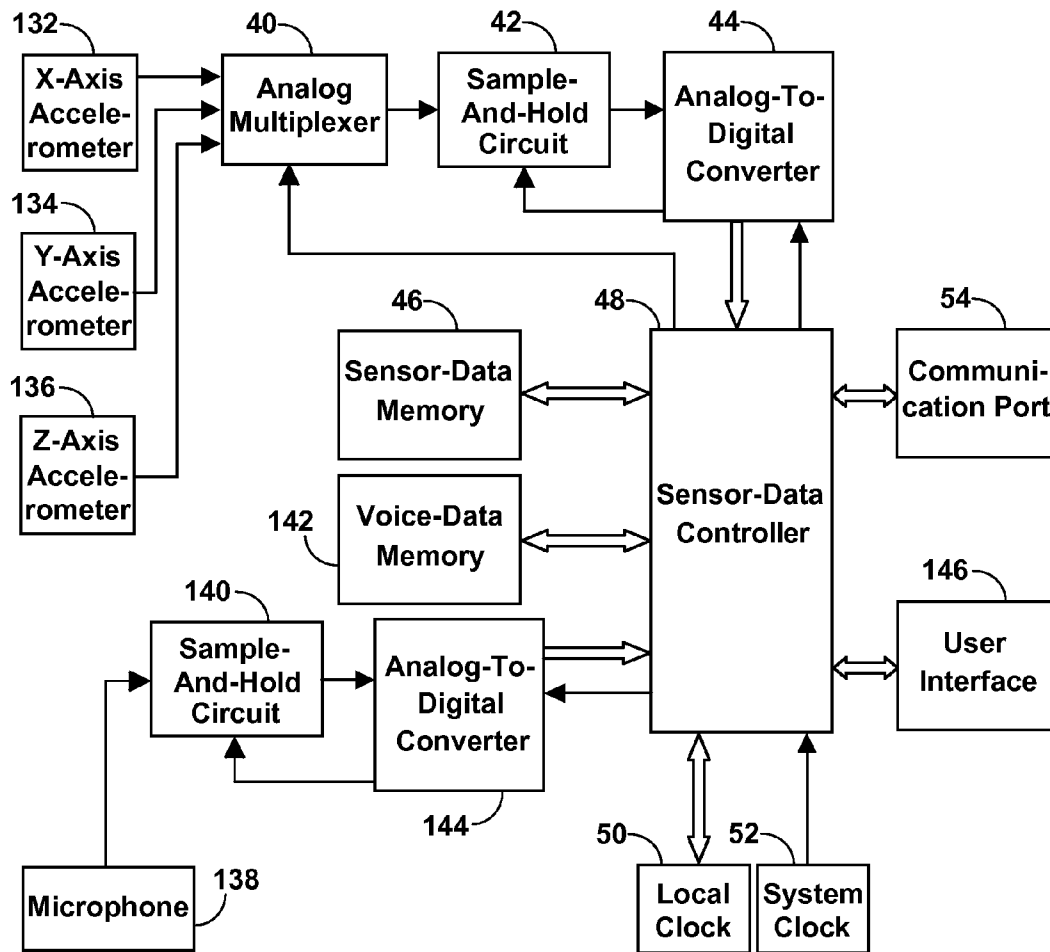 132
40
42
44
X-Axis
Accele-
rometer
Analog
Multiplexer
Sample-
And-Hold
Circuit
Analog-To-
Digital
Converter
134
Y-Axis
Accele-
rometer
46
48
54
Sensor-Data
Memory
Communi-
cation Port
136
Z-Axis
Accele-
rometer
Sensor-Data
Controller
142
Voice-Data
Memory
140
146
Sample-
And-Hold
Circuit
Analog-To-
Digital
Converter
User
Interface
144
50
52
Microphone
138
Local
Clock
System
Clock